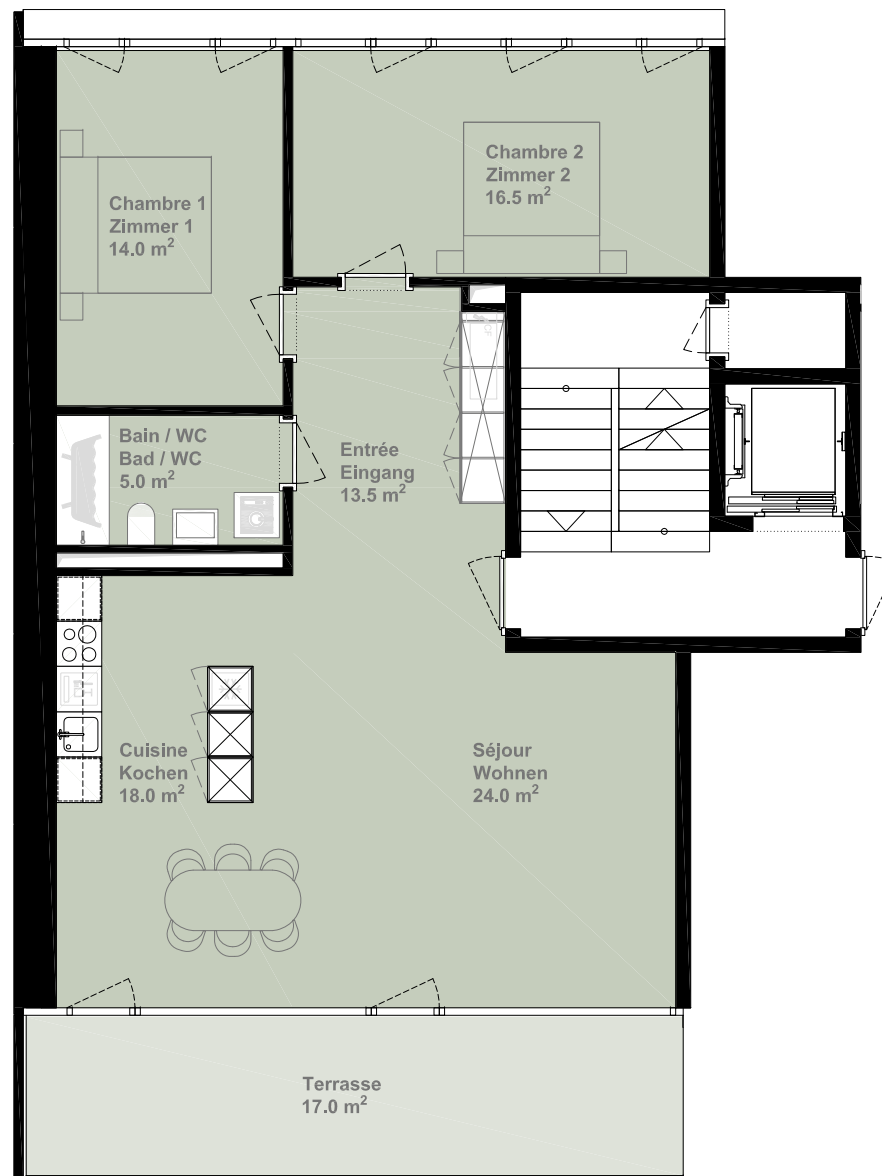 Chambre 2
Zimmer 2
16.5 m²
Chambre 1
Zimmer 1
14.0 m²
Bain / WC
Bad / WC
5.0 m²
Entrée
Eingang
13.5 m²
Cuisine
Kochen
18.0 m²
Séjour
Wohnen
24.0 m²
Terrasse
17.0 m²